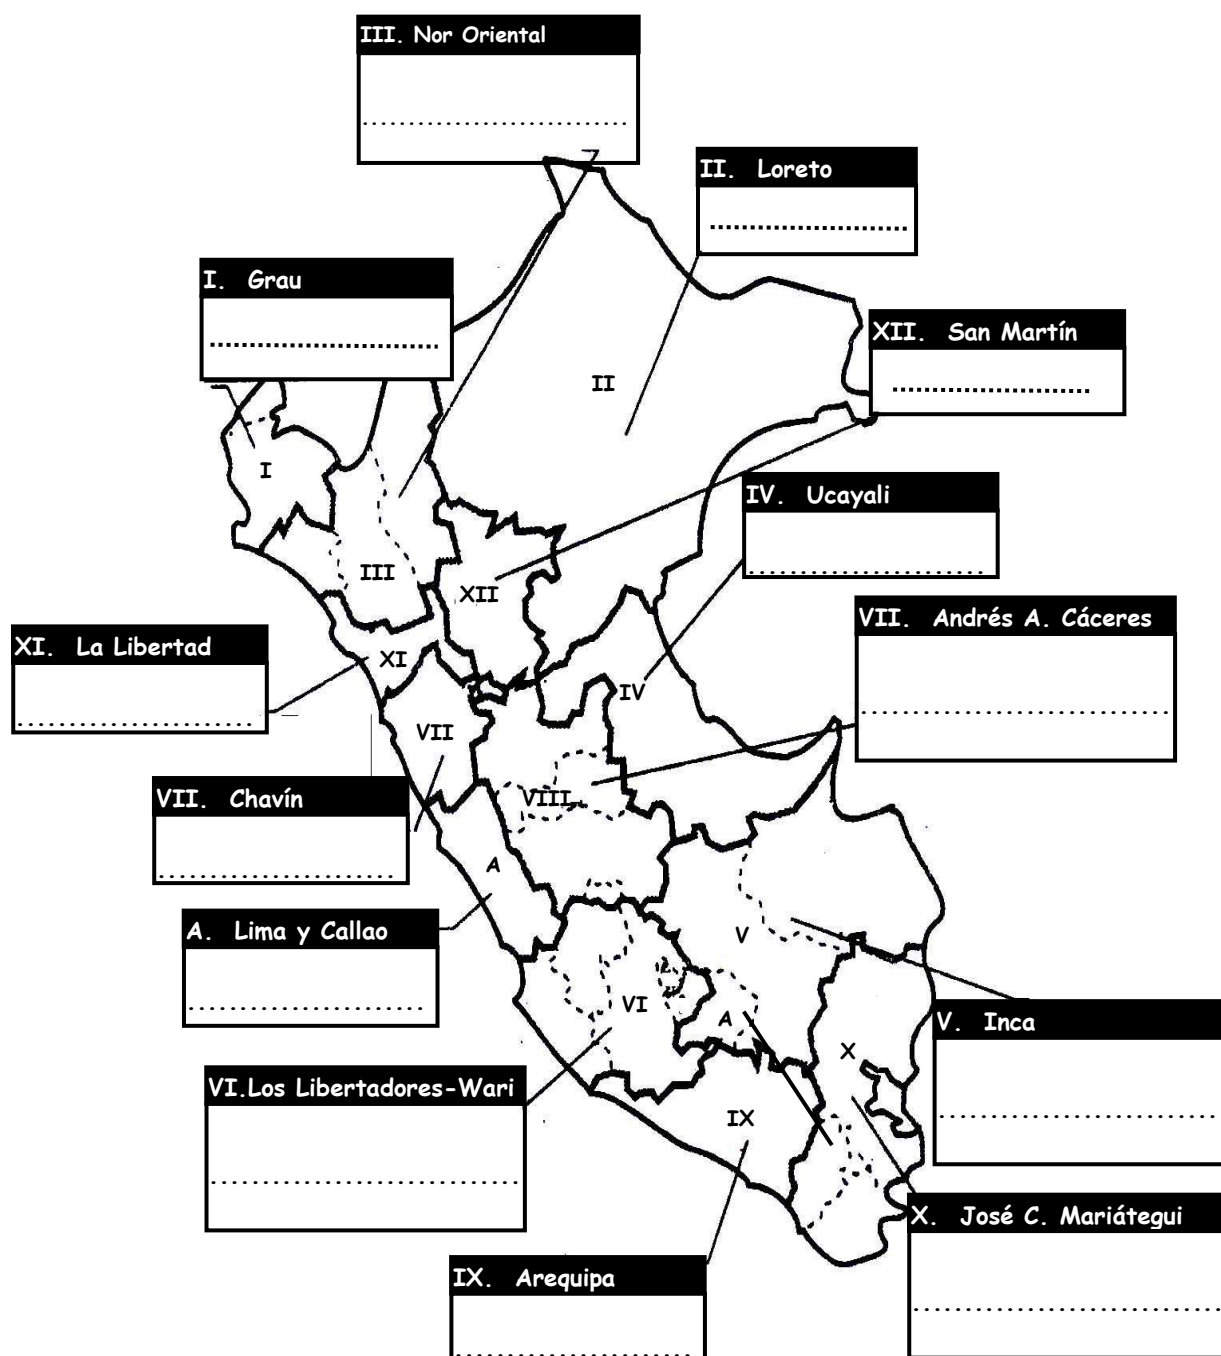 III. Nor Oriental
II. Loreto
I. Grau
XII. San Martín
II
IV. Ucayali
I
III
XII
VII. Andrés A. Cáceres
XI. La Libertad
XI
IV
VII
VII. Chavín
VIII
A
A. Lima y Callao
V
VI
A
V. Inca
X
VI.Los Libertadores-Wari
IX
X. José C. Mariátegui
IX. Arequipa